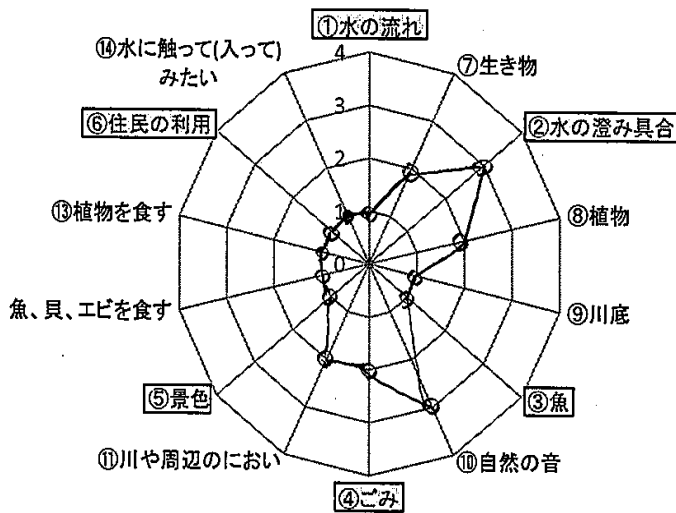 ①水の流れ
⑭水に触って(入って)
みたい
⑦生き物
⑥住民の利用
②水の澄み具合
⑬植物を食す
⑧植物
魚、貝、エビを食す
⑨川底
⑤景色
③魚
⑪川や周辺のにおい
⑩自然の音
④ごみ
4
3
2
1
0